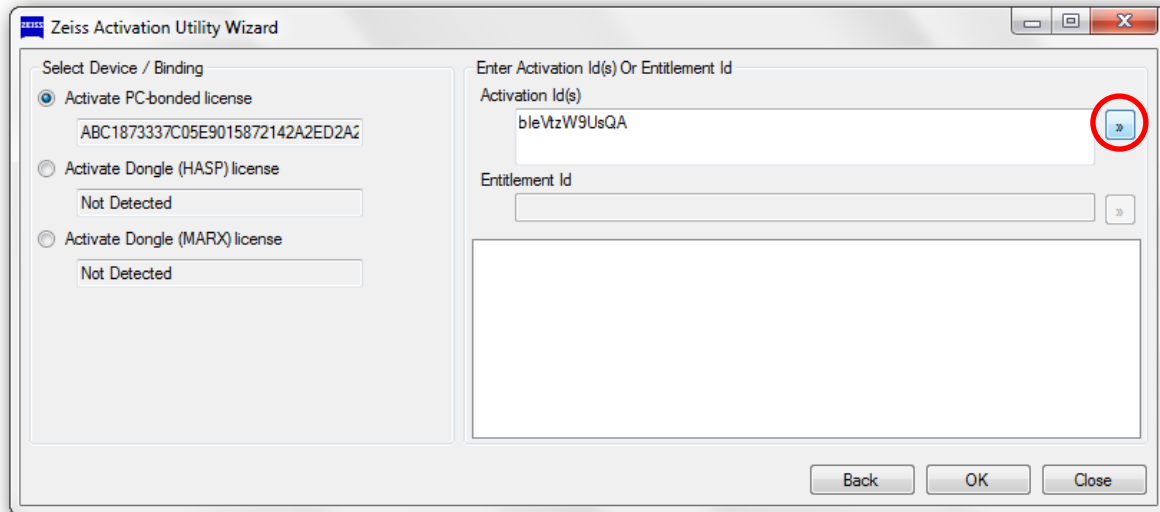 ZEISS Zeiss Activation Utility Wizard
X
Select Device / Binding
Activate PC-bonded license
ABC1873337C05E9015872142A2ED2A2
Activate Dongle (HASP) license
Not Detected
Activate Dongle (MARX) license
Not Detected
Enter Activation Id(s) Or Entitlement Id
Activation Id(s)
bleVtzW9UsQA
»
Entitlement Id
»
Back
OK
Close